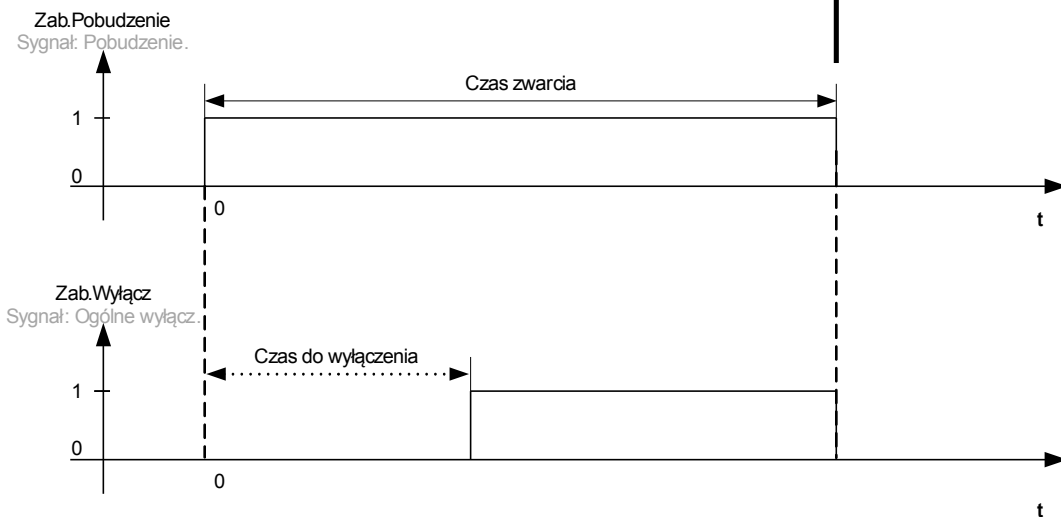 Zab.Pobudzenie
Sygnał: Pobudzenie.
Czas zwarcia
1
0
0
t
Zab.Wyłącz
Sygnał: Ogólne wyłącz.
Czas do wyłączenia
1
0
0
t